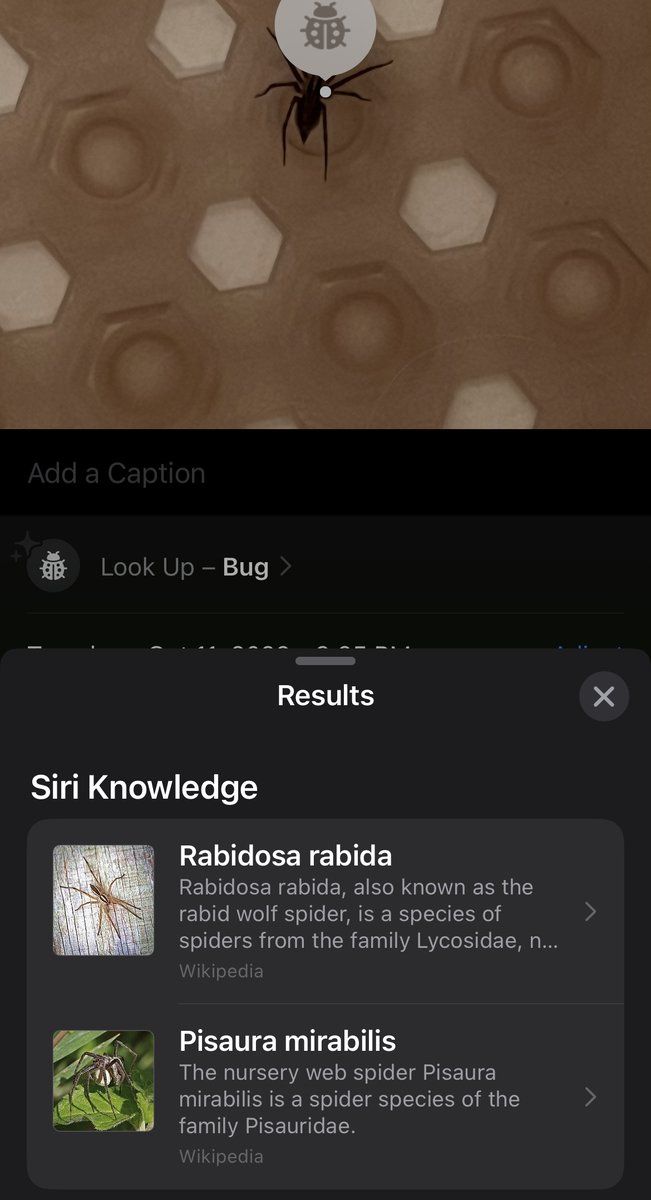 Add a Caption
Look Up – Bug
Results
Siri Knowledge
Rabidosa rabida
Rabidosa rabida, also known as the
rabid wolf spider, is a species of
spiders from the family Lycosidae, n...
Wikipedia
Pisaura mirabilis
The nursery web spider Pisaura
mirabilis is a spider species of the
family Pisauridae.
Wikipedia